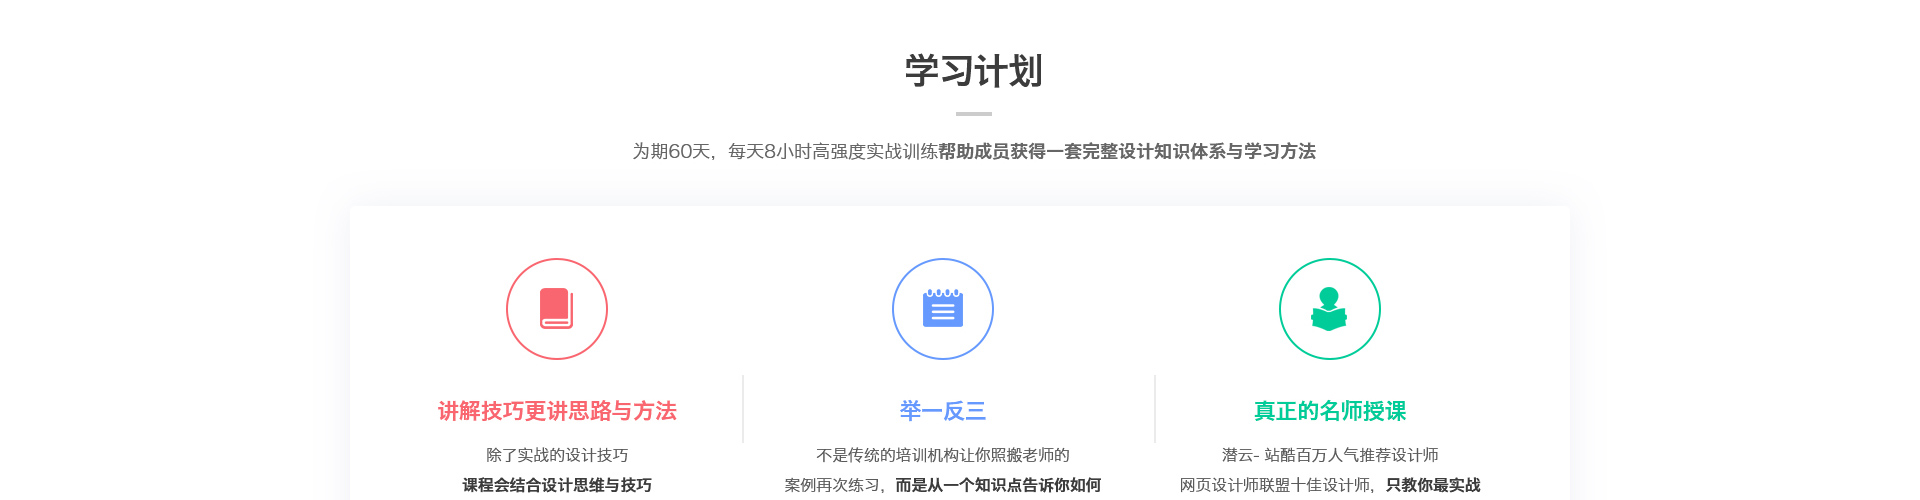 学习计划
为期60天，每天8小时高强度实战训练帮助成员获得一套完整设计知识体系与学习方法
讲解技巧更讲思路与方法
除了实战的设计技巧
课程会结合设计思维与技巧
举一反三
不是传统的培训机构让你照搬老师的
案例再次练习，而是从一个知识点告诉你如何
真正的名师授课
潜云- 站酷百万人气推荐设计师
网页设计师联盟十佳设计师，只教你最实战